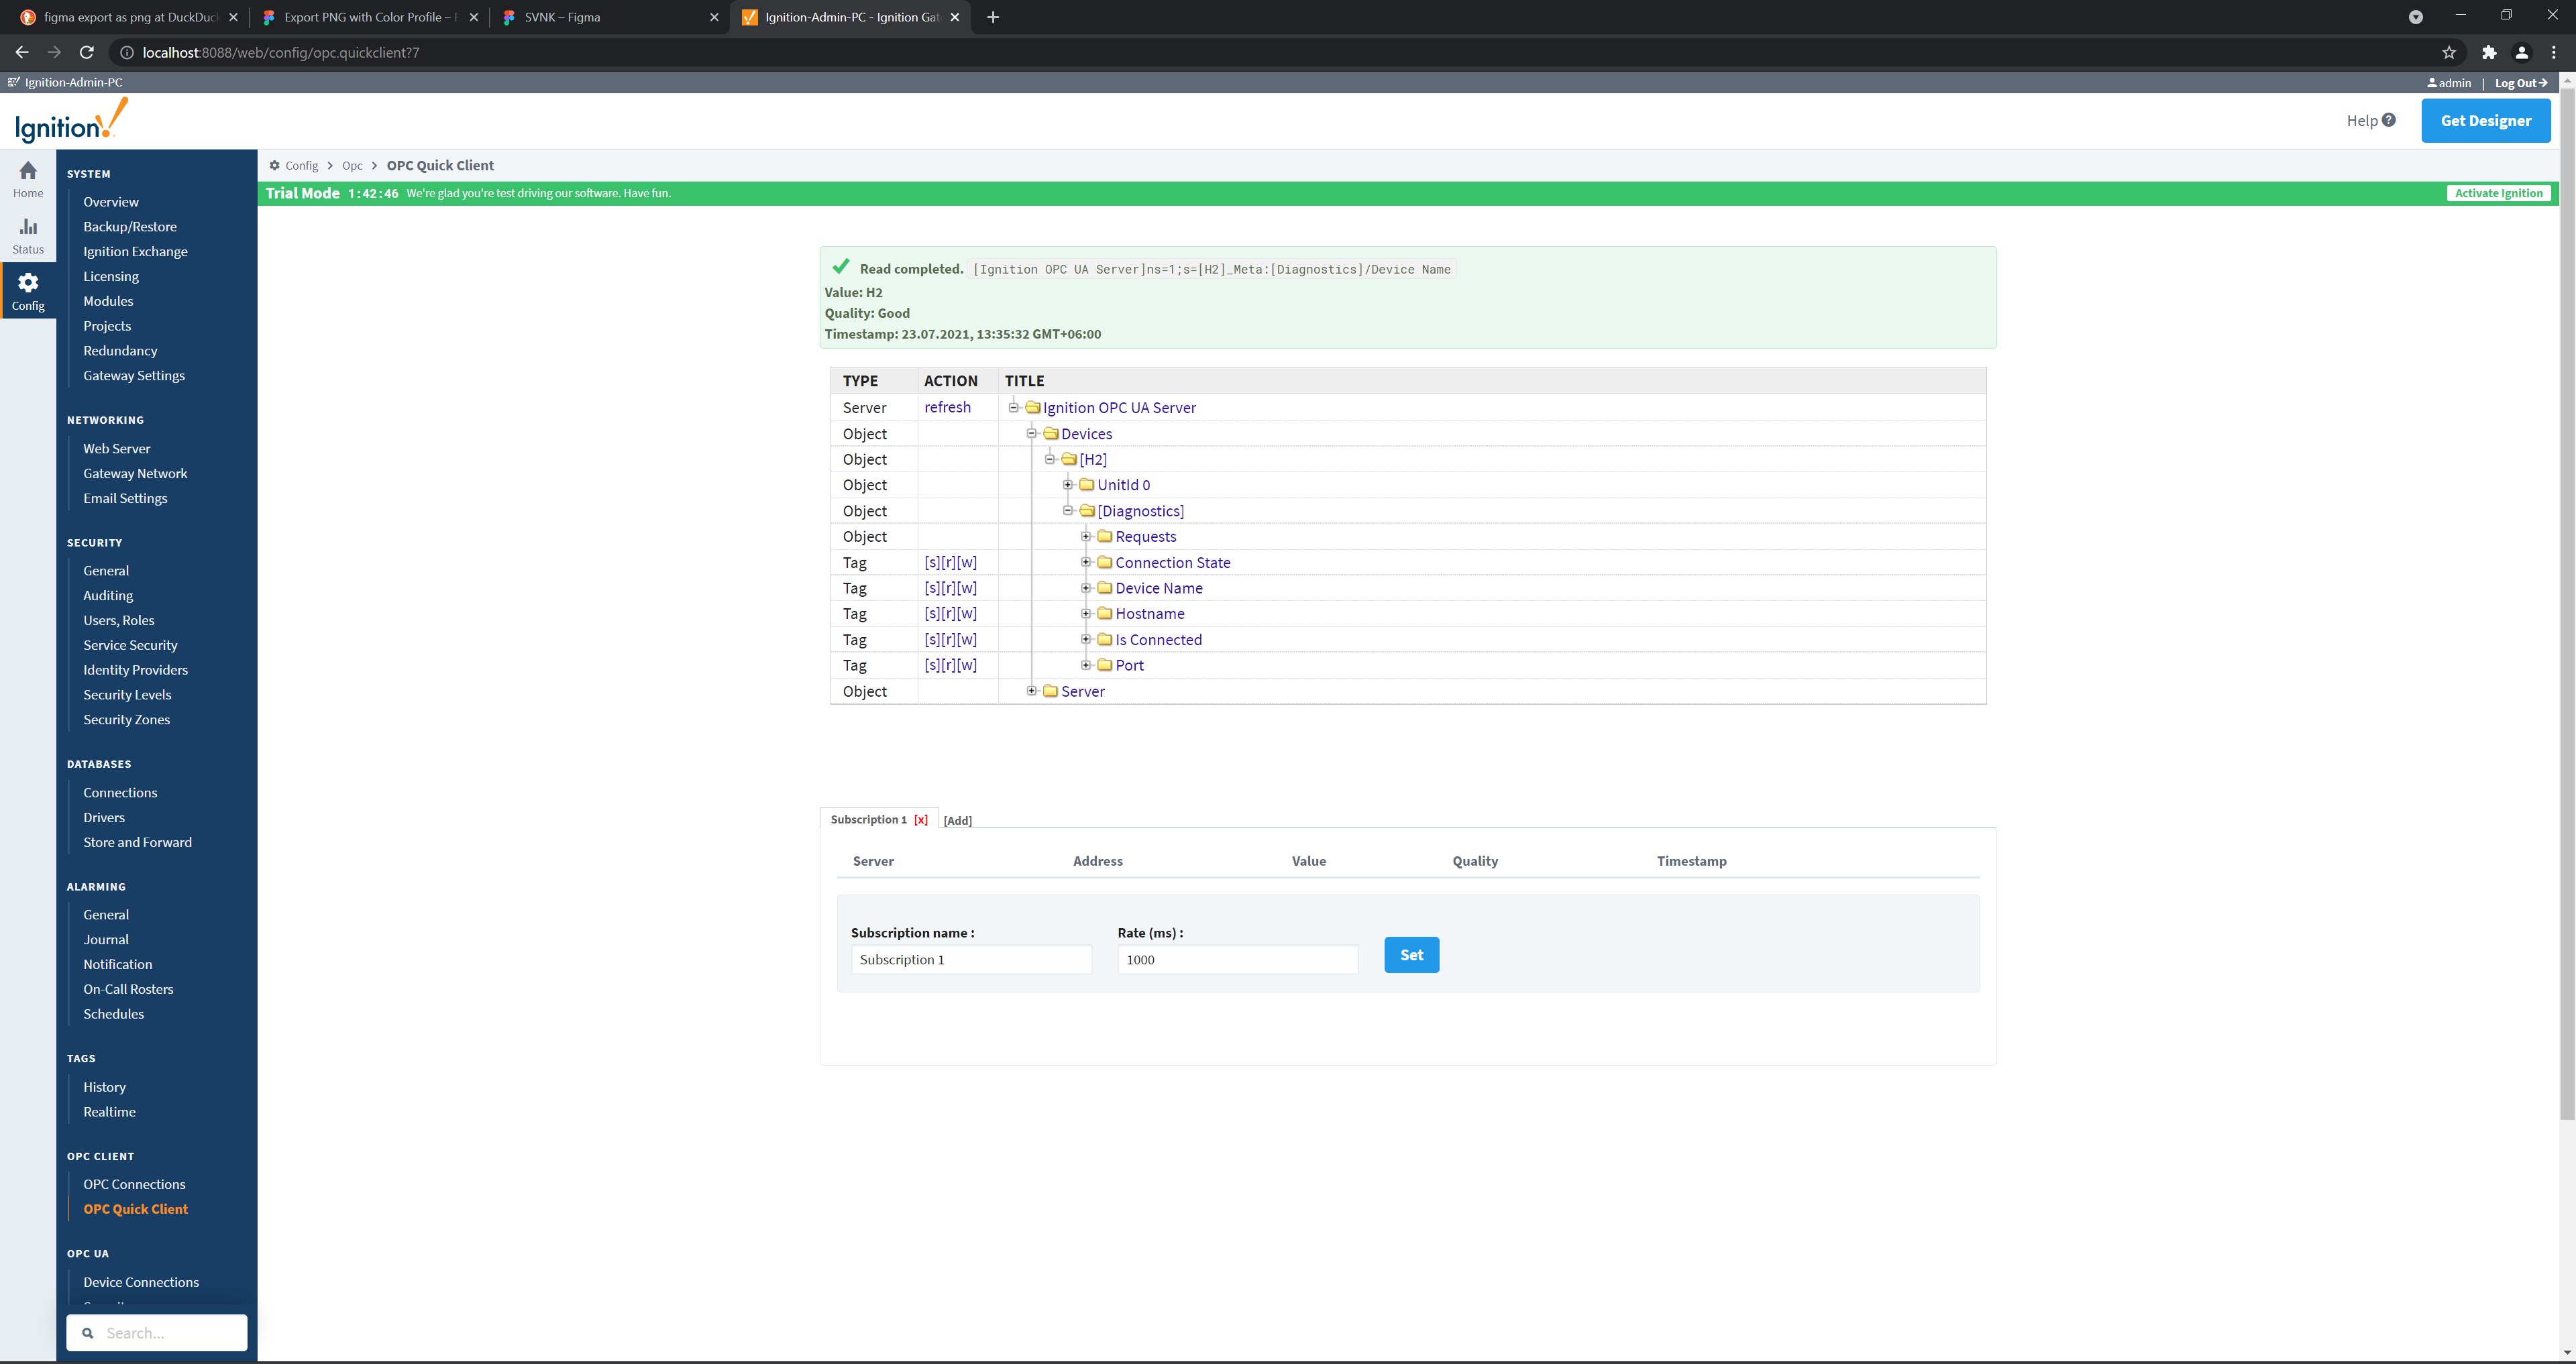 figma export as png at DuckDuc
Export PNG with Color Profile – F
SVNK – Figma
Ignition-Admin-PC - Ignition Gat
localhost:8088/web/config/opc.quickclient?7
Ignition-Admin-PC
admin | Log Out
Ignition!
Help
Get Designer
Home
Status
Config
SYSTEM
Overview
Backup/Restore
Ignition Exchange
Licensing
Modules
Projects
Redundancy
Gateway Settings
NETWORKING
Web Server
Gateway Network
Email Settings
SECURITY
General
Auditing
Users, Roles
Service Security
Identity Providers
Security Levels
Security Zones
DATABASES
Connections
Drivers
Store and Forward
ALARMING
General
Journal
Notification
On-Call Rosters
Schedules
TAGS
History
Realtime
OPC CLIENT
OPC Connections
OPC Quick Client
OPC UA
Device Connections
Search...
Config > Opc > OPC Quick Client
Trial Mode 1:42:46 We're glad you're test driving our software. Have fun.
Activate Ignition
Read completed. [Ignition OPC UA Server]ns=1;s=[H2]_Meta:[Diagnostics]/Device Name
Value: H2
Quality: Good
Timestamp: 23.07.2021, 13:35:32 GMT+06:00
TYPE ACTION TITLE
Server refresh Ignition OPC UA Server
Object Devices
Object [H2]
Object UnitId 0
Object [Diagnostics]
Object Requests
Tag [s][r][w] Connection State
Tag [s][r][w] Device Name
Tag [s][r][w] Hostname
Tag [s][r][w] Is Connected
Tag [s][r][w] Port
Object Server
Subscription 1 [x] [Add]
Server Address Value Quality Timestamp
Subscription name : Rate (ms) :
Subscription 1 1000 Set